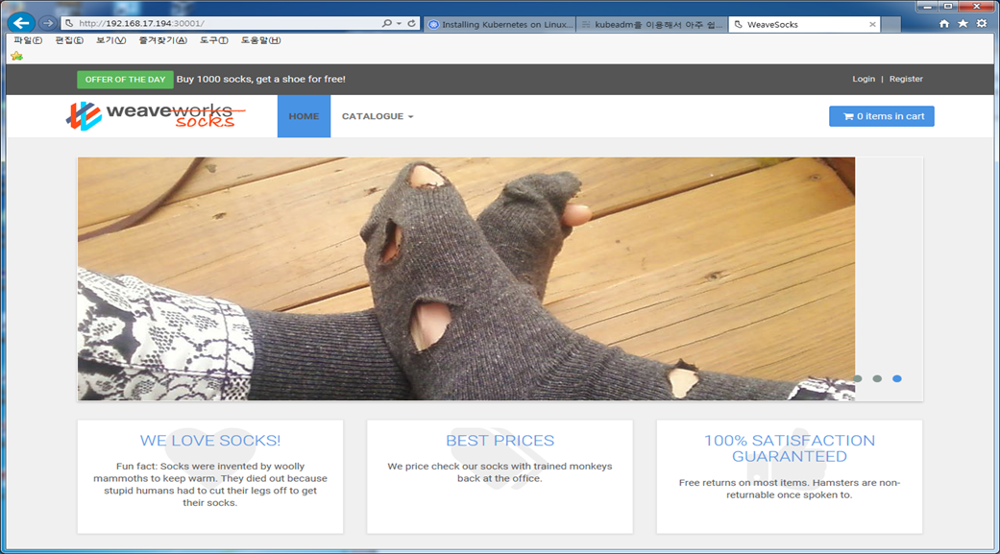 http://192.168.17.194:30001/
Installing Kubernetes on Linux...
kubeadm을 이용해서 아주 쉽...
WeaveSocks
파일(F) 편집(E) 보기(V) 즐겨찾기(A) 도구(T) 도움말(H)
OFFER OF THE DAY Buy 1000 socks, get a shoe for free!
Login | Register
weaveworks
socks
HOME
CATALOGUE
0 items in cart
WE LOVE SOCKS!
Fun fact: Socks were invented by woolly
mammoths to keep warm. They died out because
stupid humans had to cut their legs off to get
their socks.
BEST PRICES
We price check our socks with trained monkeys
back at the office.
100% SATISFACTION
GUARANTEED
Free returns on most items. Hamsters are non-
returnable once spoken to.